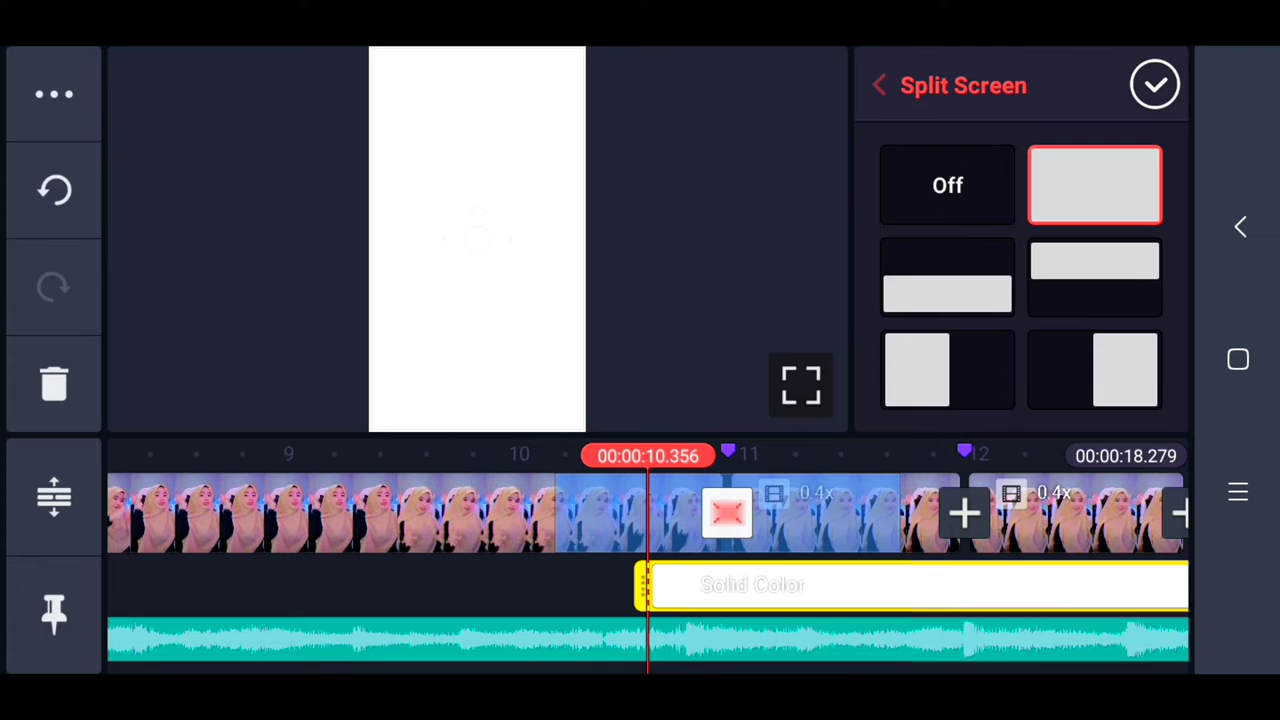 Split Screen
Off
9
10
00:00:10.356
11
12
00:00:18.279
0.4x
0.4x
Solid Color